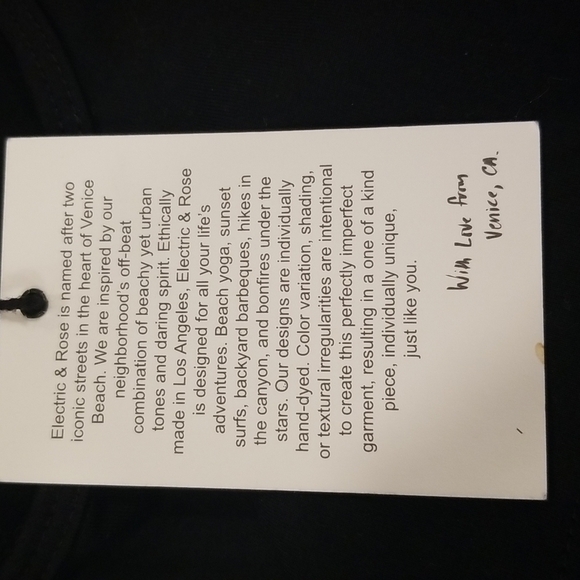 Electric & Rose is named after two
iconic streets in the heart of Venice
Beach. We are inspired by our
neighborhood's off-beat
combination of beachy yet urban
tones and daring spirit. Ethically
made in Los Angeles, Electric & Rose
is designed for all your life's
adventures. Beach yoga, sunset
surfs, backyard barbeques, hikes in
the canyon, and bonfires under the
stars. Our designs are individually
hand-dyed. Color variation, shading,
or textural irregularities are intentional
to create this perfectly imperfect
garment, resulting in a one of a kind
piece, individually unique,
just like you.
With Love from
Venice, CA.